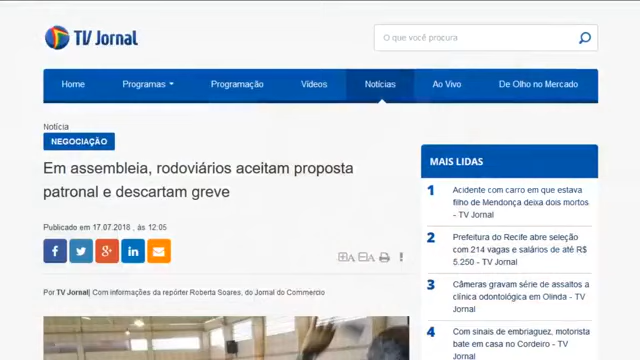 TV Jornal
O que você procura
Home Programas Programação Vídeos Notícias Ao Vivo De Olho no Mercado
Notícia
NEGOCIAÇÃO
Em assembleia, rodoviários aceitam proposta
patronal e descartam greve
Publicado em 17.07.2018 , às 12:05
f g+ in
A A !
Por TV Jornal| Com informações da repórter Roberta Soares, do Jornal do Commercio
MAIS LIDAS
1 Acidente com carro em que estava
filho de Mendonça deixa dois mortos
- TV Jornal
2 Prefeitura do Recife abre seleção
com 214 vagas e salários de até R$
5.250 - TV Jornal
3 Câmeras gravam série de assaltos a
clínica odontológica em Olinda - TV
Jornal
4 Com sinais de embriaguez, motorista
bate em casa no Cordeiro - TV
Jornal